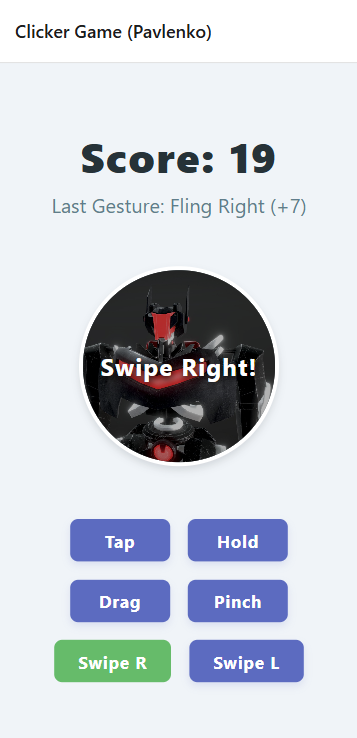 Clicker Game (Pavlenko)
Score: 19
Last Gesture: Fling Right (+7)
Swipe Right!
Tap
Hold
Drag
Pinch
Swipe R
Swipe L